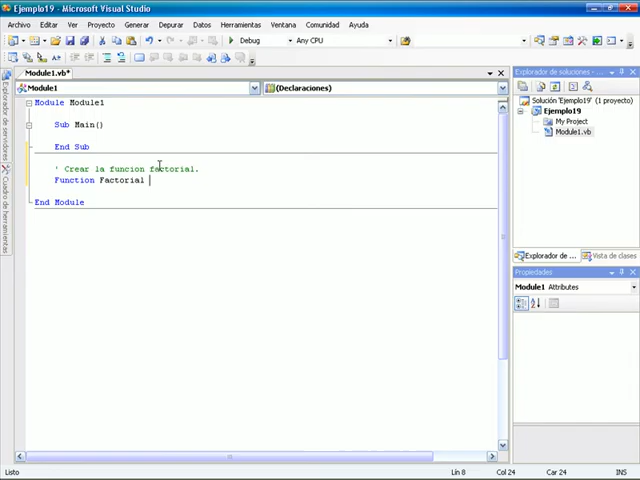 Ejemplo19 - Microsoft Visual Studio
Archivo Editar Ver Proyecto Generar Depurar Datos Herramientas Ventana Comunidad Ayuda
Debug Any CPU
Module1.vb*
Module1 (Declaraciones)
Module Module1
Sub Main()
End Sub
' Crear la funcion factorial.
Function Factorial
End Module
Explorador de servidores
Cuadro de herramientas
Explorador de soluciones - ...
Solución 'Ejemplo19' (1 proyecto)
Ejemplo19
My Project
Module1.vb
Explorador de ... Vista de clases
Propiedades
Module1 Attributes
Listo Lín 8 Col 24 Car 24 INS